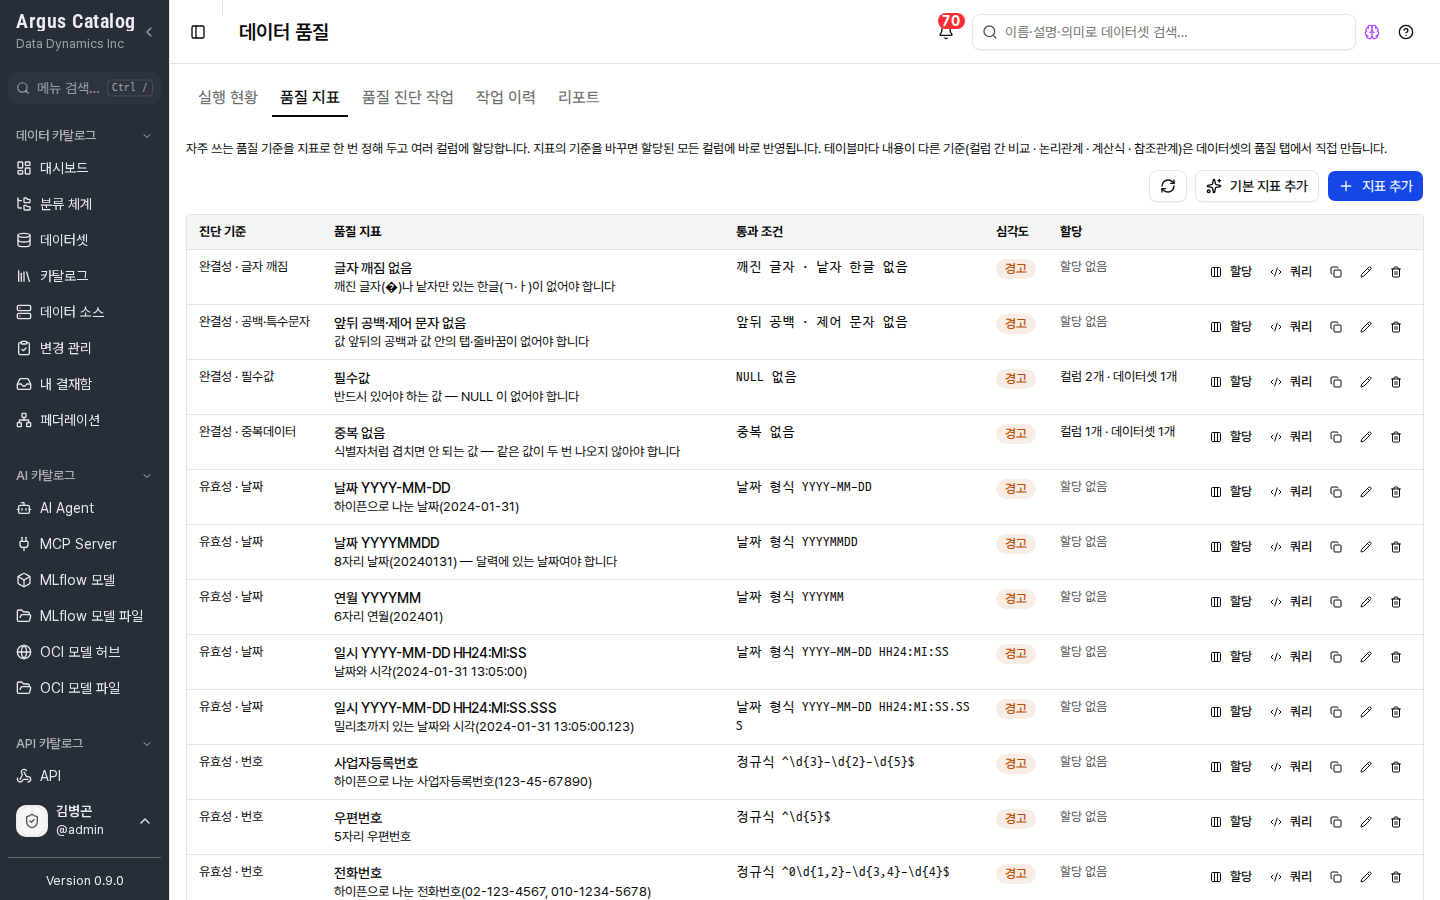 Argus Catalog
Data Dynamics Inc
메뉴 검색... Ctrl /
데이터 카탈로그
대시보드
분류 체계
데이터셋
카탈로그
데이터 소스
변경 관리
내 결재함
페더레이션
AI 카탈로그
AI Agent
MCP Server
MLflow 모델
MLflow 모델 파일
OCI 모델 허브
OCI 모델 파일
API 카탈로그
API
김병곤
@admin
Version 0.9.0
데이터 품질
70
이름·설명·의미로 데이터셋 검색...
실행 현황 품질 지표 품질 진단 작업 작업 이력 리포트
자주 쓰는 품질 기준을 지표로 한 번 정해 두고 여러 컬럼에 할당합니다. 지표의 기준을 바꾸면 할당된 모든 컬럼에 바로 반영됩니다. 테이블마다 내용이 다른 기준(컬럼 간 비교 · 논리관계 · 계산식 · 참조관계)은 데이터셋의 품질 탭에서 직접 만듭니다.
기본 지표 추가 지표 추가
진단 기준 품질 지표 통과 조건 심각도 할당
완결성 · 글자 깨짐 글자 깨짐 없음 깨진 글자 · 낱자 한글 없음 경고 할당 없음 할당 쿼리
깨진 글자(�)나 낱자만 있는 한글(ㄱ·ㅏ)이 없어야 합니다
완결성 · 공백·특수문자 앞뒤 공백·제어 문자 없음 앞뒤 공백 · 제어 문자 없음 경고 할당 없음 할당 쿼리
값 앞뒤의 공백과 값 안의 탭·줄바꿈이 없어야 합니다
완결성 · 필수값 필수값 NULL 없음 경고 컬럼 2개 · 데이터셋 1개 할당 쿼리
반드시 있어야 하는 값 — NULL 이 없어야 합니다
완결성 · 중복데이터 중복 없음 중복 없음 경고 컬럼 1개 · 데이터셋 1개 할당 쿼리
식별자처럼 겹치면 안 되는 값 — 같은 값이 두 번 나오지 않아야 합니다
유효성 · 날짜 날짜 YYYY-MM-DD 날짜 형식 YYYY-MM-DD 경고 할당 없음 할당 쿼리
하이픈으로 나눈 날짜(2024-01-31)
유효성 · 날짜 날짜 YYYYMMDD 날짜 형식 YYYYMMDD 경고 할당 없음 할당 쿼리
8자리 날짜(20240131) — 달력에 있는 날짜여야 합니다
유효성 · 날짜 연월 YYYYMM 날짜 형식 YYYYMM 경고 할당 없음 할당 쿼리
6자리 연월(202401)
유효성 · 날짜 일시 YYYY-MM-DD HH24:MI:SS 날짜 형식 YYYY-MM-DD HH24:MI:SS 경고 할당 없음 할당 쿼리
날짜와 시각(2024-01-31 13:05:00)
유효성 · 날짜 일시 YYYY-MM-DD HH24:MI:SS.SSS 날짜 형식 YYYY-MM-DD HH24:MI:SS.SS 경고 할당 없음 할당 쿼리
밀리초까지 있는 날짜와 시각(2024-01-31 13:05:00.123) S
유효성 · 번호 사업자등록번호 정규식 ^\d{3}-\d{2}-\d{5}$ 경고 할당 없음 할당 쿼리
하이픈으로 나눈 사업자등록번호(123-45-67890)
유효성 · 번호 우편번호 정규식 ^\d{5}$ 경고 할당 없음 할당 쿼리
5자리 우편번호
유효성 · 번호 전화번호 정규식 ^0\d{1,2}-\d{3,4}-\d{4}$ 경고 할당 없음 할당 쿼리
하이픈으로 나눈 전화번호(02-123-4567, 010-1234-5678)